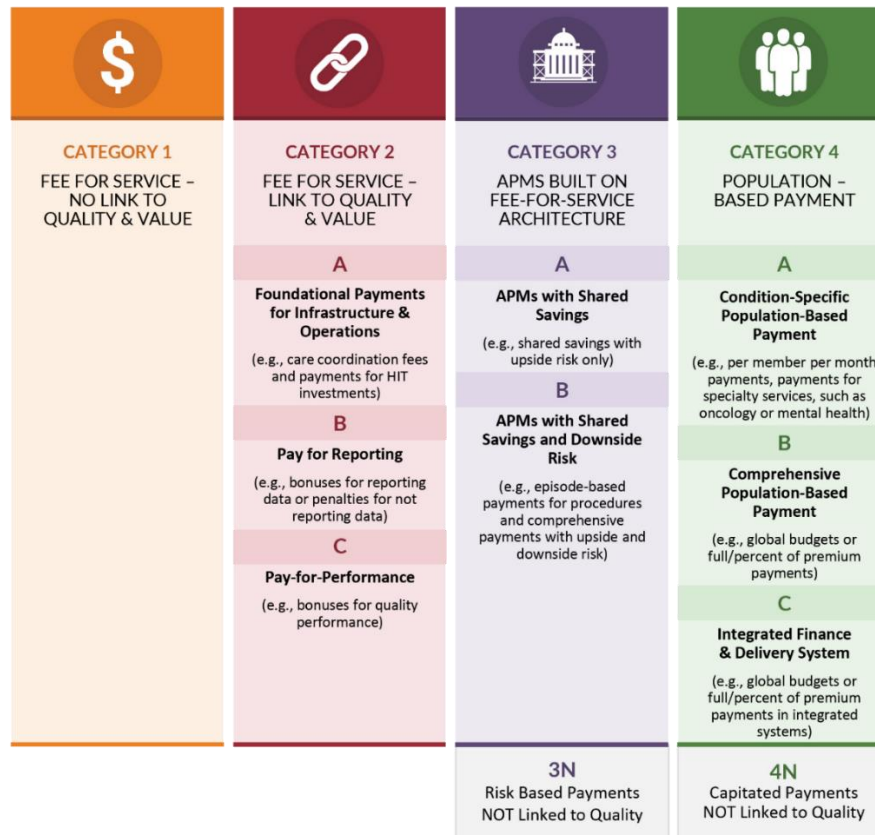 $
CATEGORY 1
FEE FOR SERVICE –
NO LINK TO
QUALITY & VALUE
CATEGORY 2
FEE FOR SERVICE –
LINK TO QUALITY
& VALUE
A
Foundational Payments
for Infrastructure &
Operations
(e.g., care coordination fees
and payments for HIT
investments)
B
Pay for Reporting
(e.g., bonuses for reporting
data or penalties for not
reporting data)
C
Pay-for-Performance
(e.g., bonuses for quality
performance)
CATEGORY 3
APMS BUILT ON
FEE-FOR-SERVICE
ARCHITECTURE
A
APMs with Shared
Savings
(e.g., shared savings with
upside risk only)
B
APMs with Shared
Savings and Downside
Risk
(e.g., episode-based
payments for procedures
and comprehensive
payments with upside and
downside risk)
3N
Risk Based Payments
NOT Linked to Quality
CATEGORY 4
POPULATION –
BASED PAYMENT
A
Condition-Specific
Population-Based
Payment
(e.g., per member per month
payments, payments for
specialty services, such as
oncology or mental health)
B
Comprehensive
Population-Based
Payment
(e.g., global budgets or
full/percent of premium
payments)
C
Integrated Finance
& Delivery System
(e.g., global budgets or
full/percent of premium
payments in integrated
systems)
4N
Capitated Payments
NOT Linked to Quality